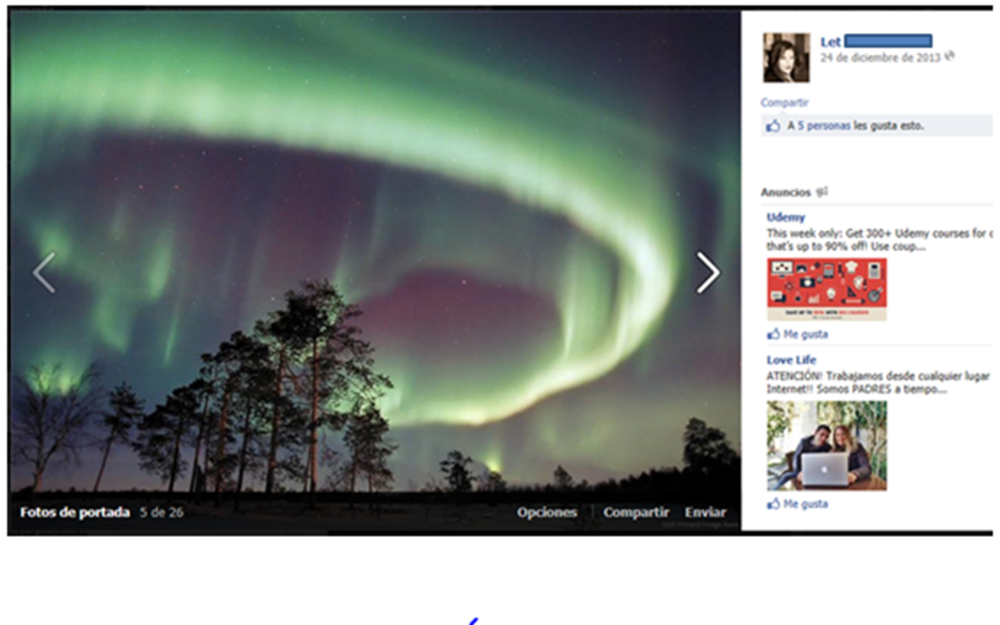 Let
24 de diciembre de 2013
Compartir
A 5 personas les gusta esto.
Anuncios
Udemy
This week only: Get 300+ Udemy courses for
that's up to 90% off! Use coup...
Me gusta
Love Life
ATENCIÓN! Trabajamos desde cualquier lugar
Internet!! Somos PADRES a tiempo...
Me gusta
Fotos de portada 5 de 26
Opciones Compartir Enviar